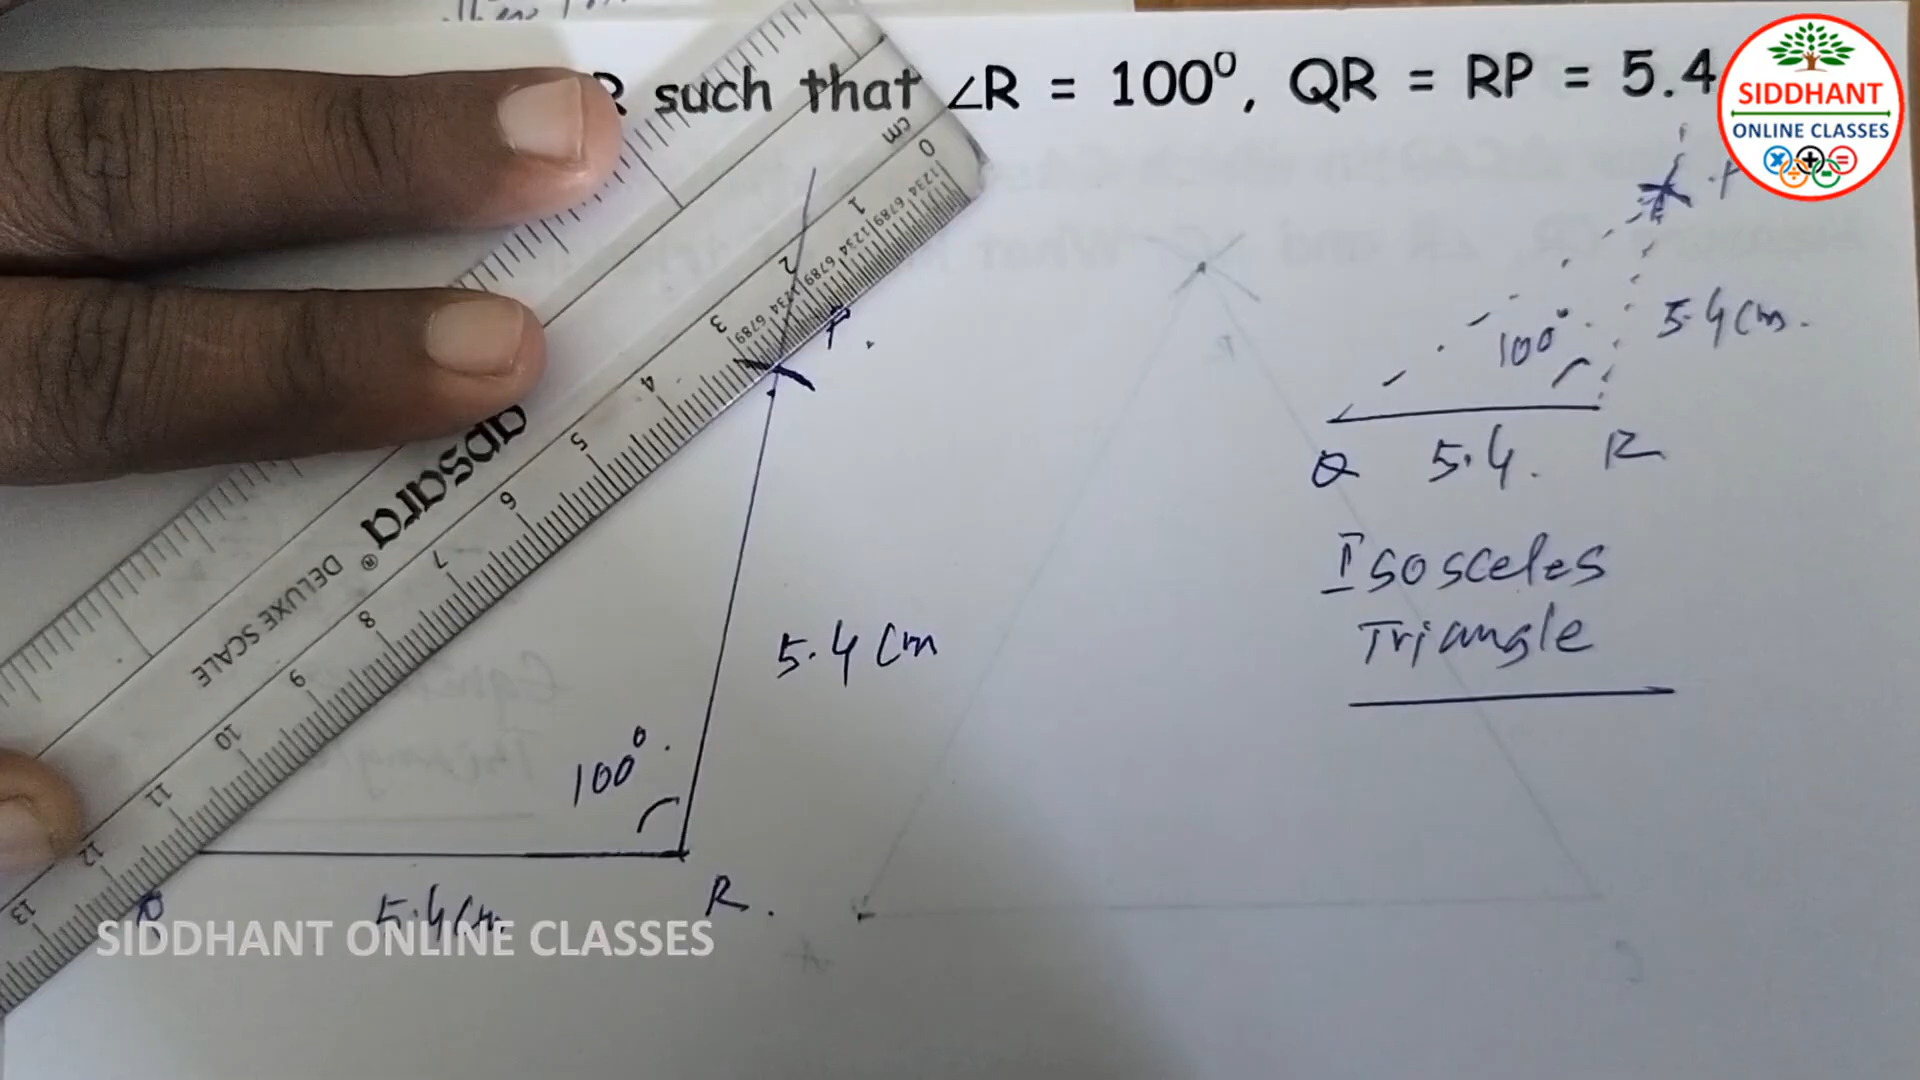 R such that ∠R = 100⁰, QR = RP = 5.4
SIDDHANT
ONLINE CLASSES
cm
0 1 2 3 4 5 6 7 8 9 10 11 12 13
apsara®
DELUXE SCALE
P.
100°
5.4 cm
100°
5.4 cm.
Q 5.4. R
Isosceles
Triangle
R.
5.4 cm
SIDDHANT ONLINE CLASSES